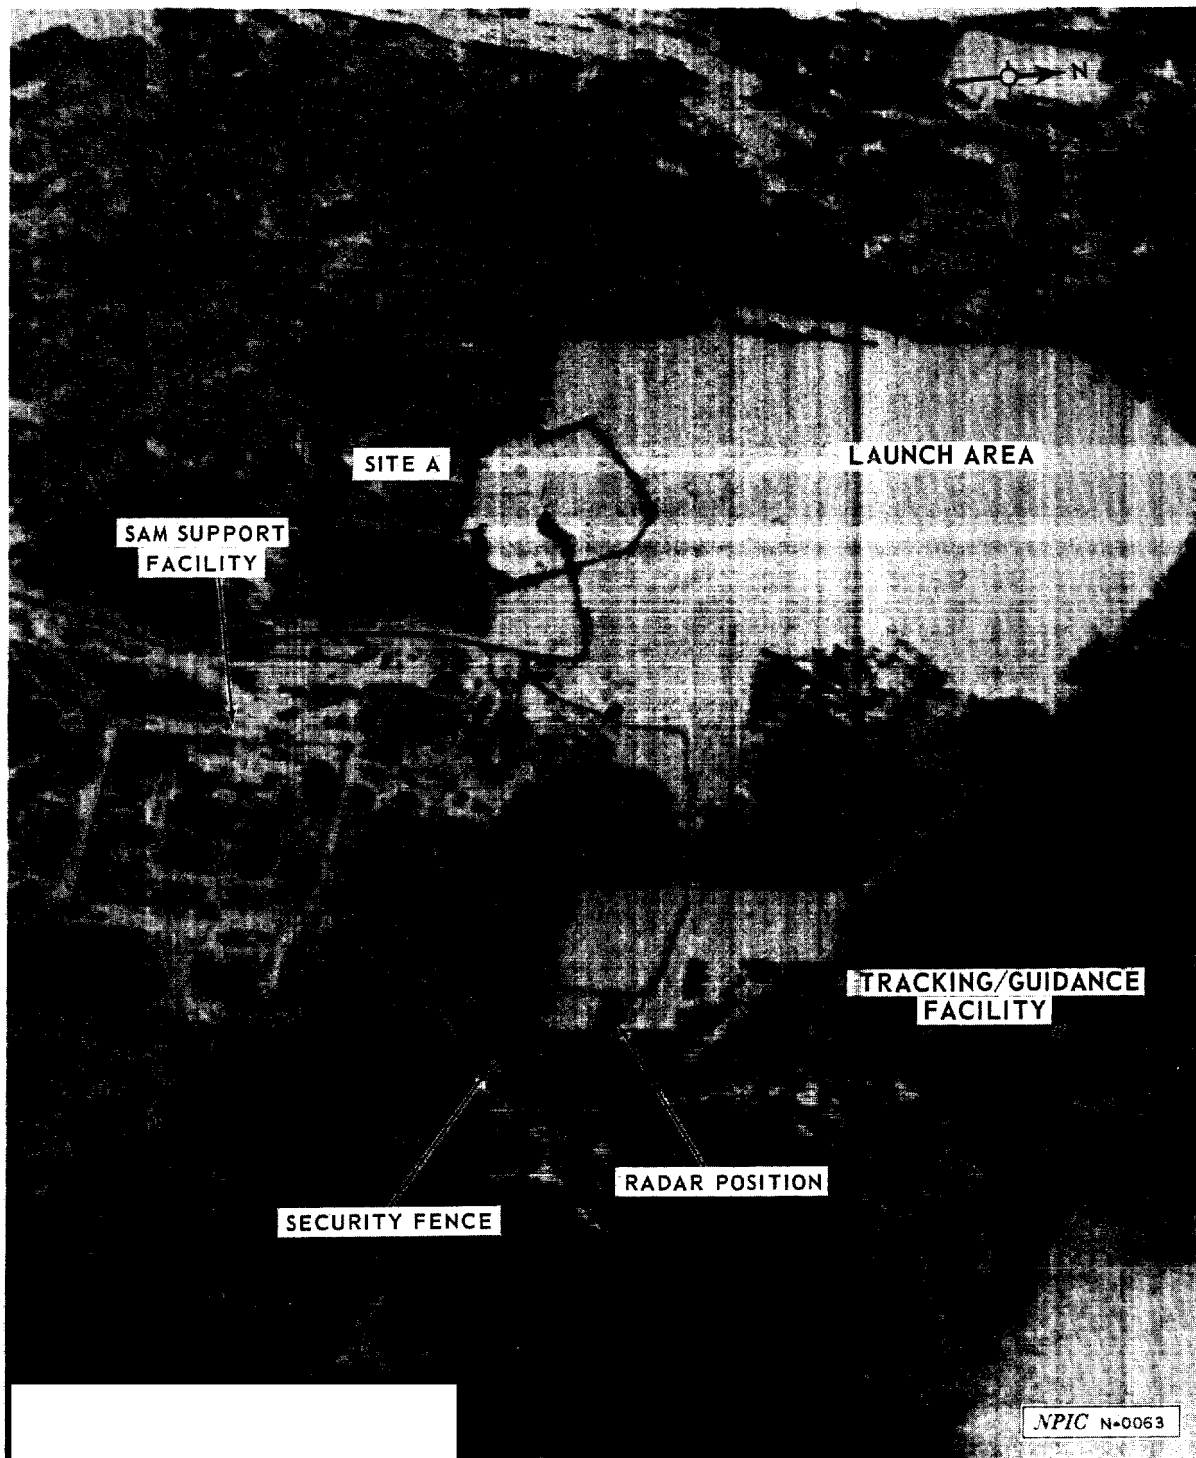 N
SITE A
LAUNCH AREA
SAM SUPPORT
FACILITY
TRACKING/GUIDANCE
FACILITY
RADAR POSITION
SECURITY FENCE
NPIC N-0063